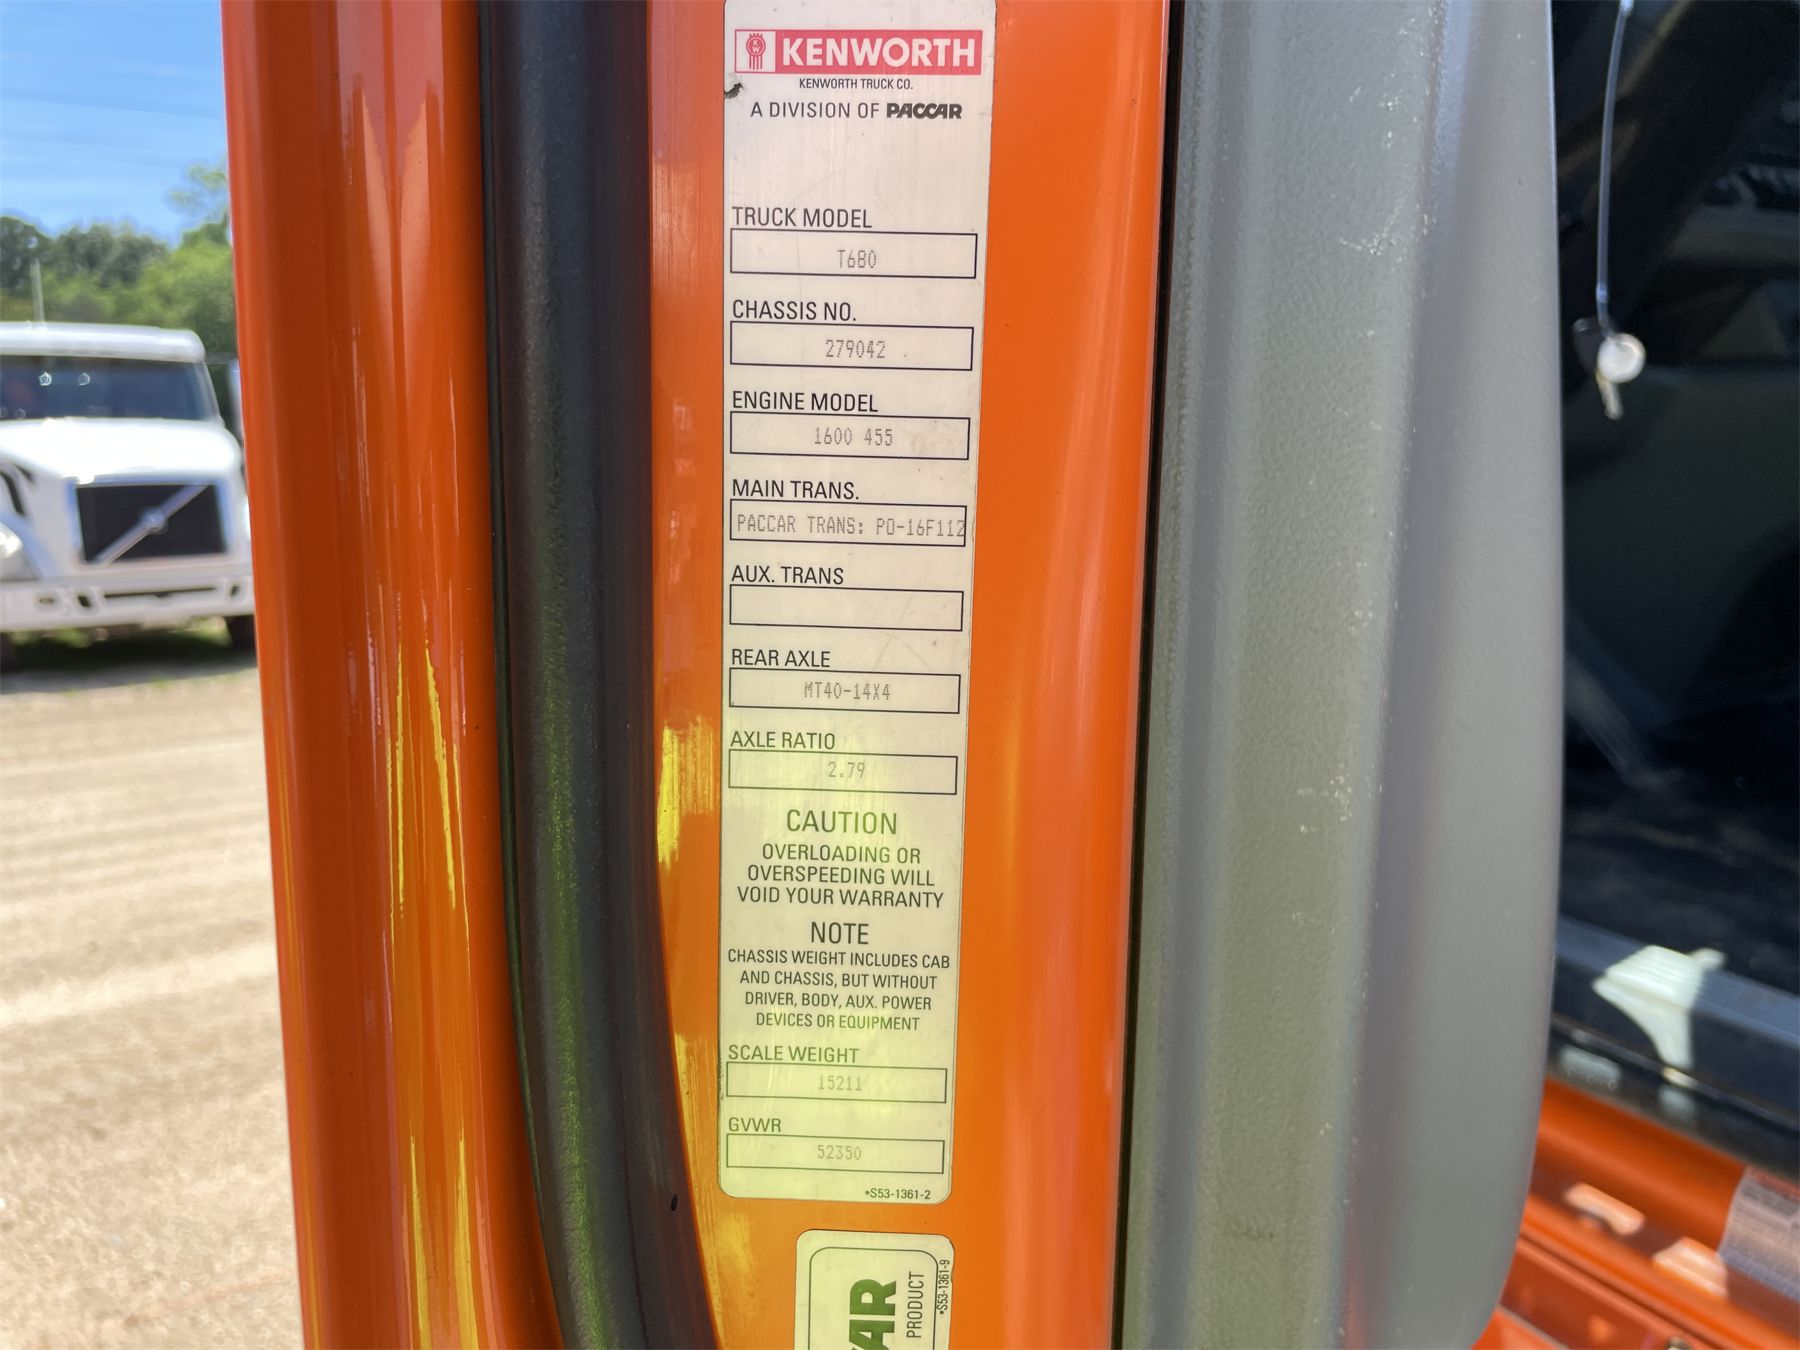 KENWORTH
KENWORTH TRUCK CO.
A DIVISION OF PACCAR
TRUCK MODEL
T680
CHASSIS NO.
279042
ENGINE MODEL
1600 455
MAIN TRANS.
PACCAR TRANS: PO-16F112
AUX. TRANS
REAR AXLE
MT40-14X4
AXLE RATIO
2.79
CAUTION
OVERLOADING OR
OVERSPEEDING WILL
VOID YOUR WARRANTY
NOTE
CHASSIS WEIGHT INCLUDES CAB
AND CHASSIS, BUT WITHOUT
DRIVER, BODY, AUX. POWER
DEVICES OR EQUIPMENT
SCALE WEIGHT
15211
GVWR
52350
•S53-1361-2
AR
PRODUCT
•S53-1361-9